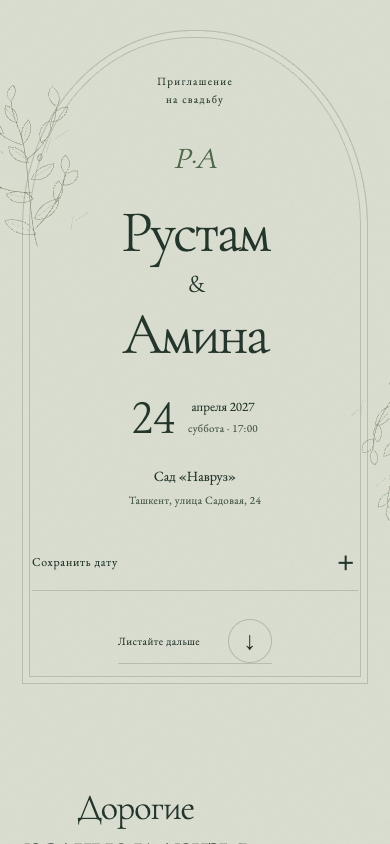 Приглашение
на свадьбу
Р·А
Рустам
&
Амина
24
апреля 2027
суббота · 17:00
Сад «Навруз»
Ташкент, улица Садовая, 24
Сохранить дату
+
Листайте дальше
↓
Дорогие